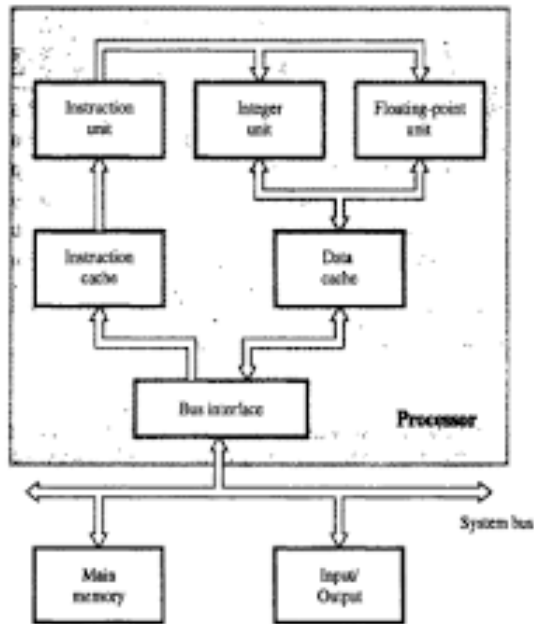 Instruction
unit
Integer
unit
Floating-point
unit
Instruction
cache
Data
cache
Bus interface
Processor
System bus
Main
memory
Input/
Output